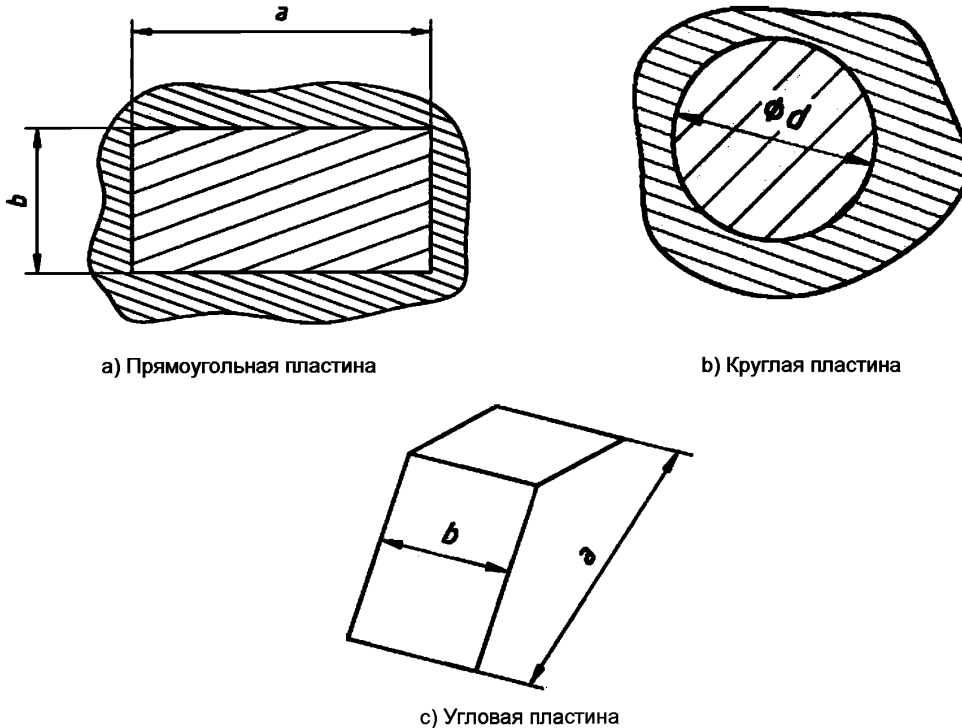 a
b
ϕd
a) Прямоугольная пластина
b) Круглая пластина
b
a
c) Угловая пластина